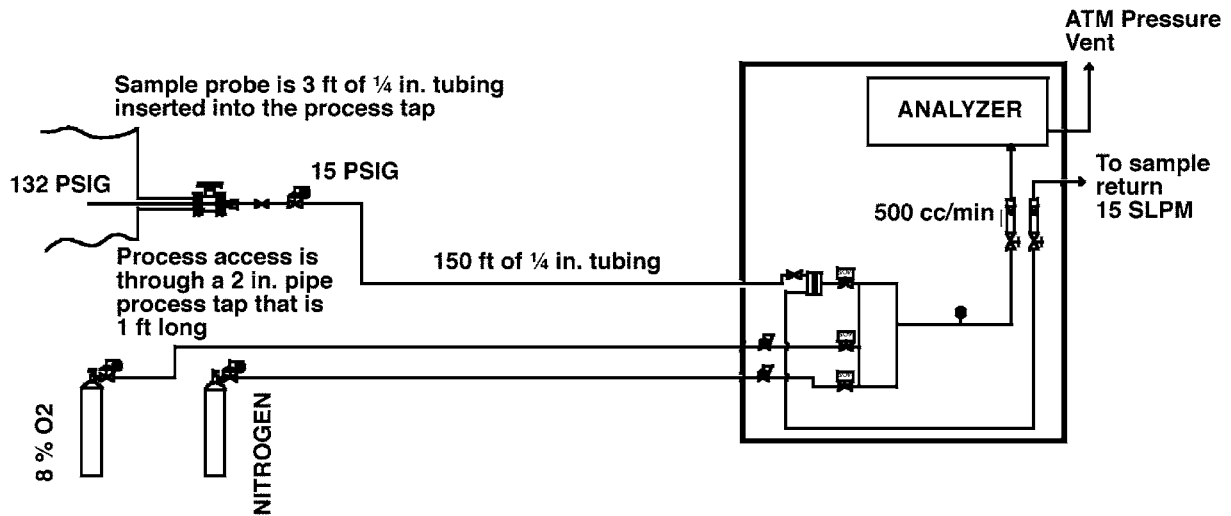 ATM Pressure
Vent
Sample probe is 3 ft of ¼ in. tubing
inserted into the process tap
ANALYZER
132 PSIG
15 PSIG
To sample
return
15 SLPM
500 cc/min
Process access is
through a 2 in. pipe
process tap that is
1 ft long
150 ft of ¼ in. tubing
8 % O2
NITROGEN